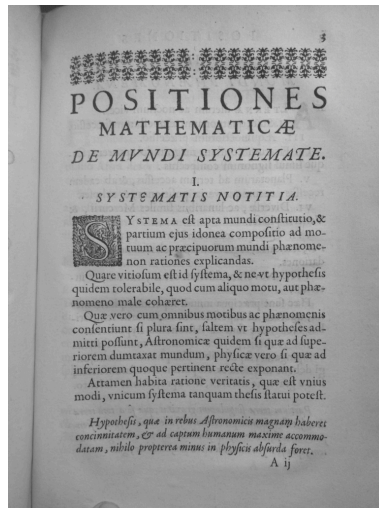 3
POSITIONES
MATHEMATICÆ
DE MVNDI SYSTEMATE.
I.
SYSTEMATIS NOTITIA.
SYSTEMA est apta mundi constitutio, &
partium ejus idonea compositio ad mo-
tuum ac præcipuorum mundi phænome-
non rationes explicandas.
Quare vitiosum est id systema, & ne vt hypothesis
quidem tolerabile, quod cum aliquo motu, aut phæ-
nomeno male cohæret.
Quæ vero cum omnibus motibus ac phænomenis
consentiunt si plura sint, saltem vt hypotheses ad-
mitti possunt, Astronomicæ quidem si quæ ad supe-
riorem dumtaxat mundum, physicæ vero si quæ ad
inferiorem quoque pertinent recte exponant.
Attamen habita ratione veritatis, quæ est vnius
modi, vnicum systema tanquam thesis statui potest.
Hypothesis, quæ in rebus Astronomicis magnam haberet
concinnitatem, & ad captum humanum maxime accommo-
datam, nihilo propterea minus in physicis absurda foret.
A ij